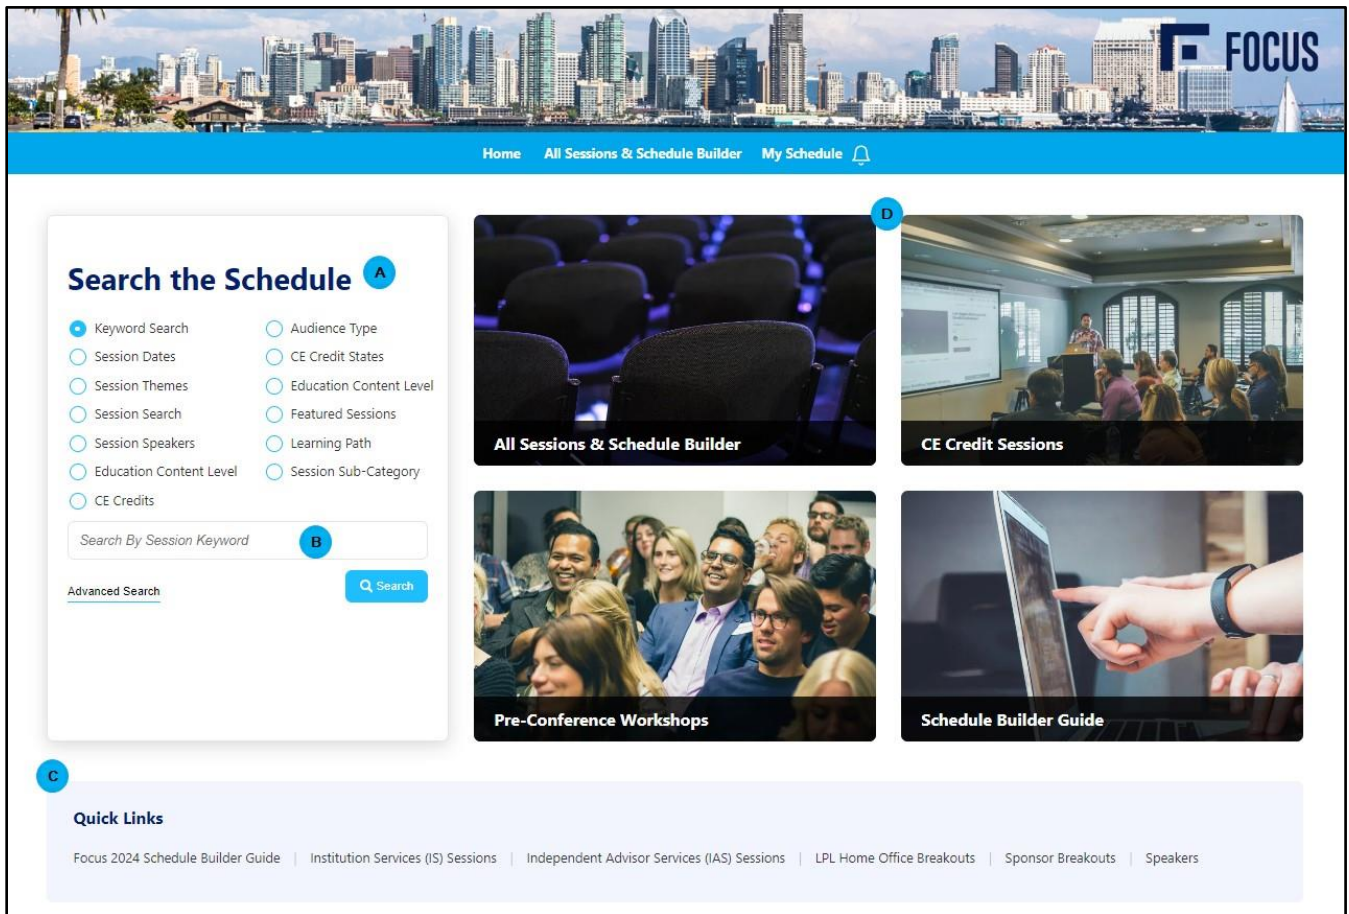 FOCUS
Home All Sessions & Schedule Builder My Schedule
Search the Schedule A
Keyword Search
Audience Type
Session Dates
CE Credit States
Session Themes
Education Content Level
Session Search
Featured Sessions
Session Speakers
Learning Path
Education Content Level
Session Sub-Category
CE Credits
Search By Session Keyword B
Advanced Search
Search
D
All Sessions & Schedule Builder
CE Credit Sessions
Pre-Conference Workshops
Schedule Builder Guide
C
Quick Links
Focus 2024 Schedule Builder Guide | Institution Services (IS) Sessions | Independent Advisor Services (IAS) Sessions | LPL Home Office Breakouts | Sponsor Breakouts | Speakers